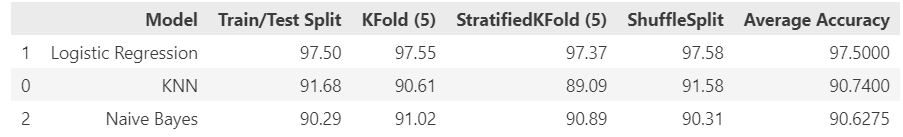 Model Train/Test Split KFold (5) StratifiedKFold (5) ShuffleSplit Average Accuracy
1 Logistic Regression 97.50 97.55 97.37 97.58 97.5000
0 KNN 91.68 90.61 89.09 91.58 90.7400
2 Naive Bayes 90.29 91.02 90.89 90.31 90.6275